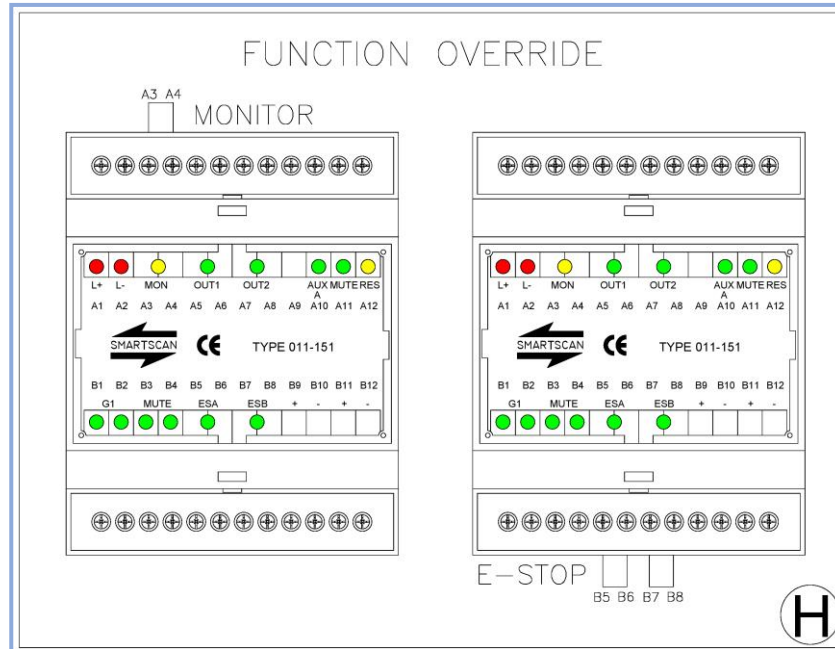 FUNCTION OVERRIDE
A3 A4
MONITOR
L+ L- MON OUT1 OUT2 AUX MUTE RES
A
A1 A2 A3 A4 A5 A6 A7 A8 A9 A10 A11 A12
SMARTSCAN CE TYPE 011-151
B1 B2 B3 B4 B5 B6 B7 B8 B9 B10 B11 B12
G1 MUTE ESA ESB + - + -
L+ L- MON OUT1 OUT2 AUX MUTE RES
A
A1 A2 A3 A4 A5 A6 A7 A8 A9 A10 A11 A12
SMARTSCAN CE TYPE 011-151
B1 B2 B3 B4 B5 B6 B7 B8 B9 B10 B11 B12
G1 MUTE ESA ESB + - + -
E-STOP
B5 B6 B7 B8
H